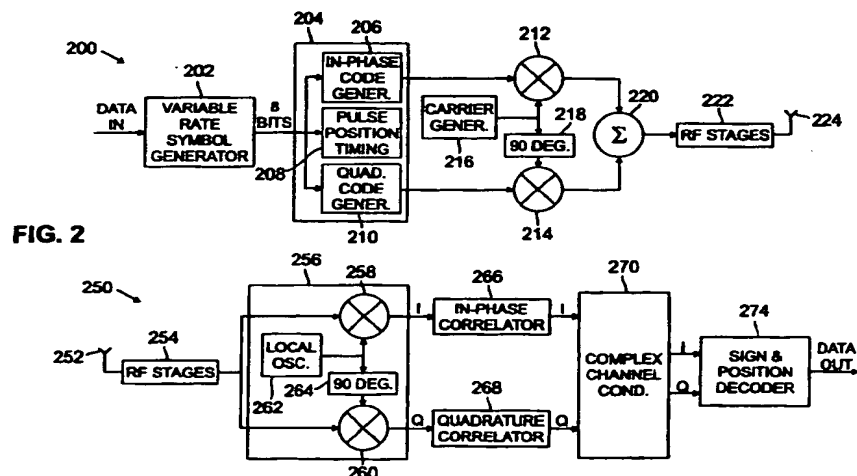 200
204
206
212
202
IN-PHASE
CODE
GENER.
DATA
IN
VARIABLE
RATE
SYMBOL
GENERATOR
8
BITS
PULSE
POSITION
TIMING
208
CARRIER
GENER.
216
218
90 DEG.
220
Σ
222
RF STAGES
224
QUAD.
CODE
GENER.
210
214
FIG. 2
250
256
258
266
270
274
252
254
RF STAGES
LOCAL
OSC.
262
264
90 DEG.
I
IN-PHASE
CORRELATOR
I
COMPLEX
CHANNEL
COND.
I
Q
SIGN &
POSITION
DECODER
DATA
OUT
268
Q
QUADRATURE
CORRELATOR
Q
260